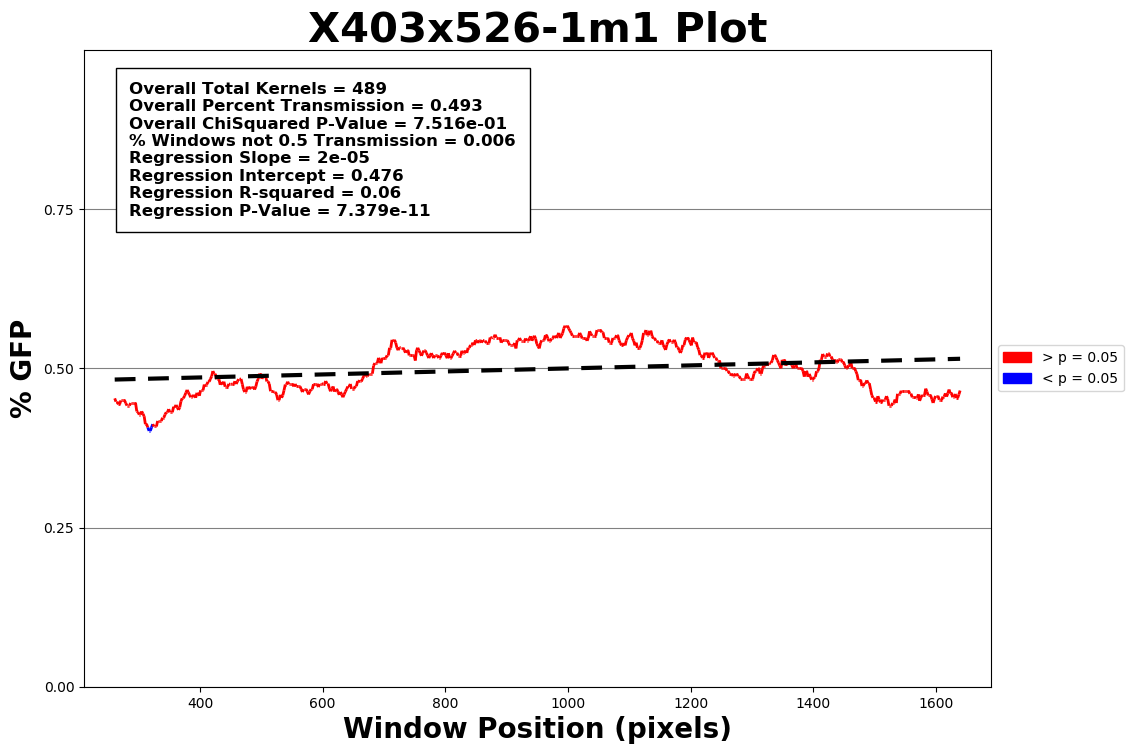 X403x526-1m1 Plot
Overall Total Kernels = 489
Overall Percent Transmission = 0.493
Overall ChiSquared P-Value = 7.516e-01
% Windows not 0.5 Transmission = 0.006
Regression Slope = 2e-05
Regression Intercept = 0.476
Regression R-squared = 0.06
Regression P-Value = 7.379e-11
% GFP
0.75
0.50
0.25
0.00
> p = 0.05
< p = 0.05
400 600 800 1000 1200 1400 1600
Window Position (pixels)